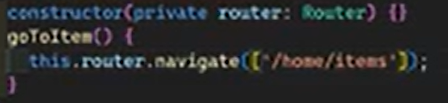 constructor(private router: Router) {}
goToItem() {
this.router.navigate(['/home/items']);
}